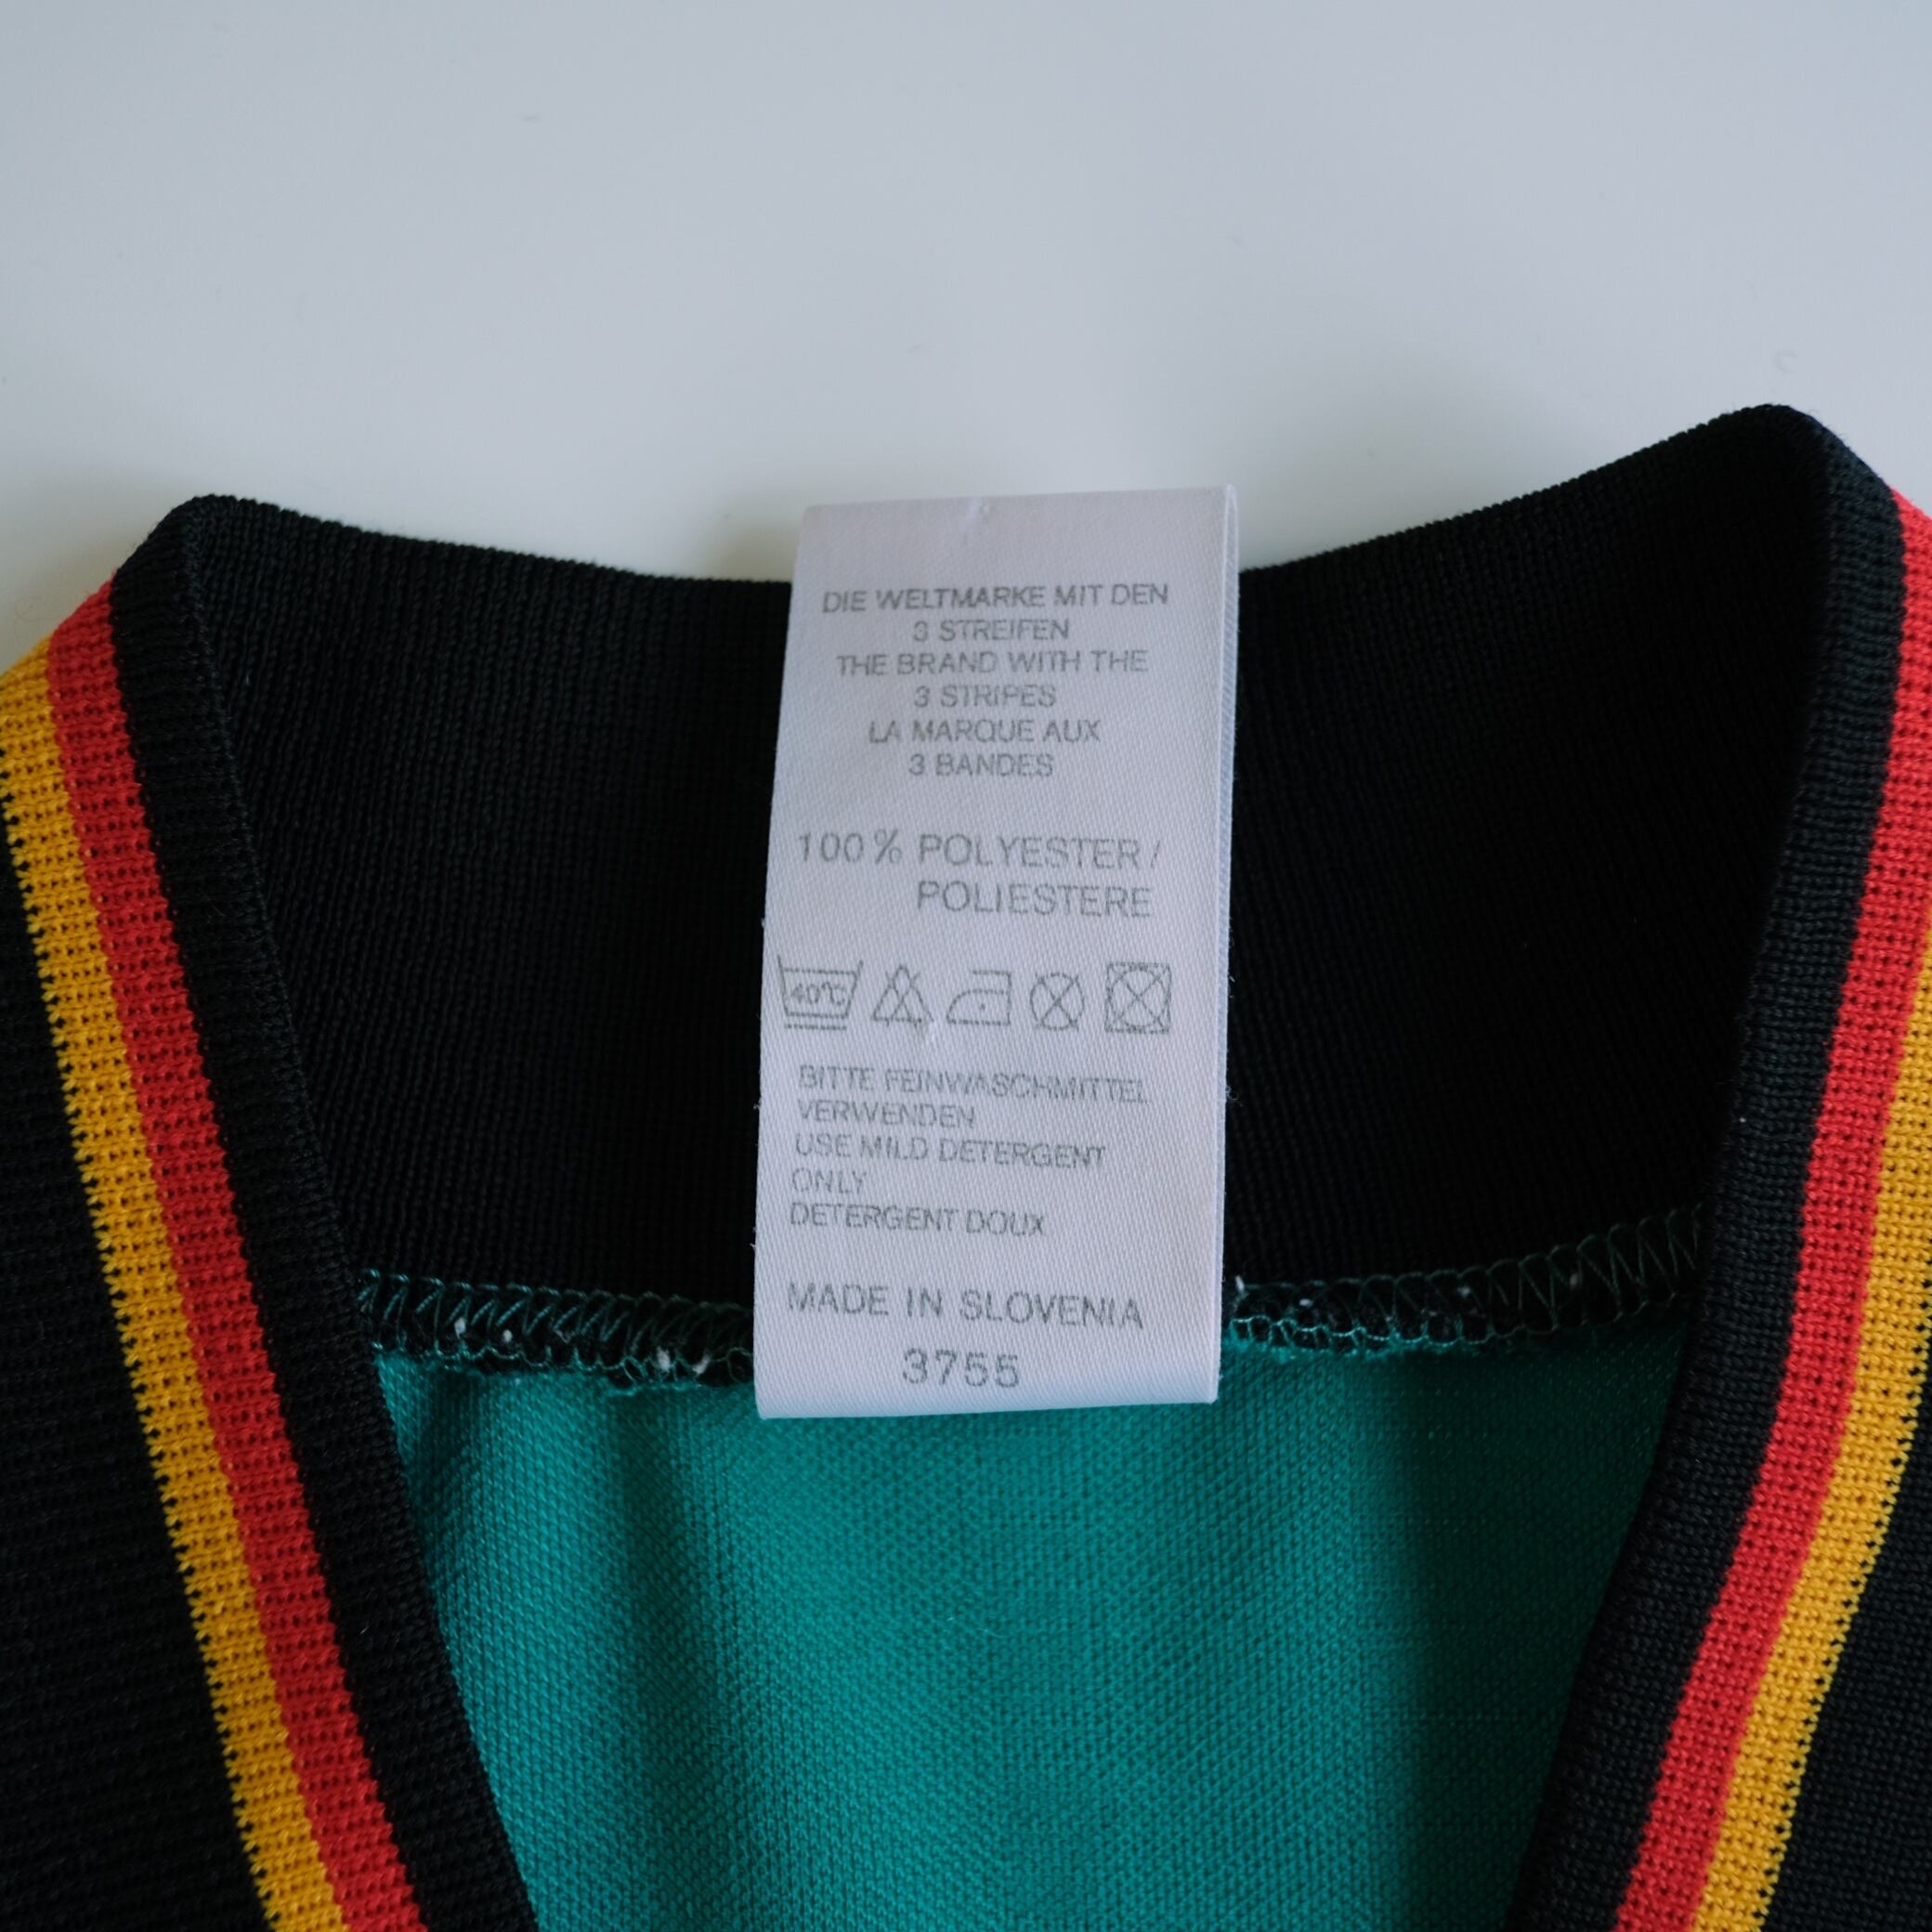 DIE WELTMARKE MIT DEN
3 STREIFEN
THE BRAND WITH THE
3 STRIPES
LA MARQUE AUX
3 BANDES
100% POLYESTER/
POLIESTERE
40°C
BITTE FEINWASCHMITTEL
VERWENDEN
USE MILD DETERGENT
ONLY
DETERGENT DOUX
MADE IN SLOVENIA
3755